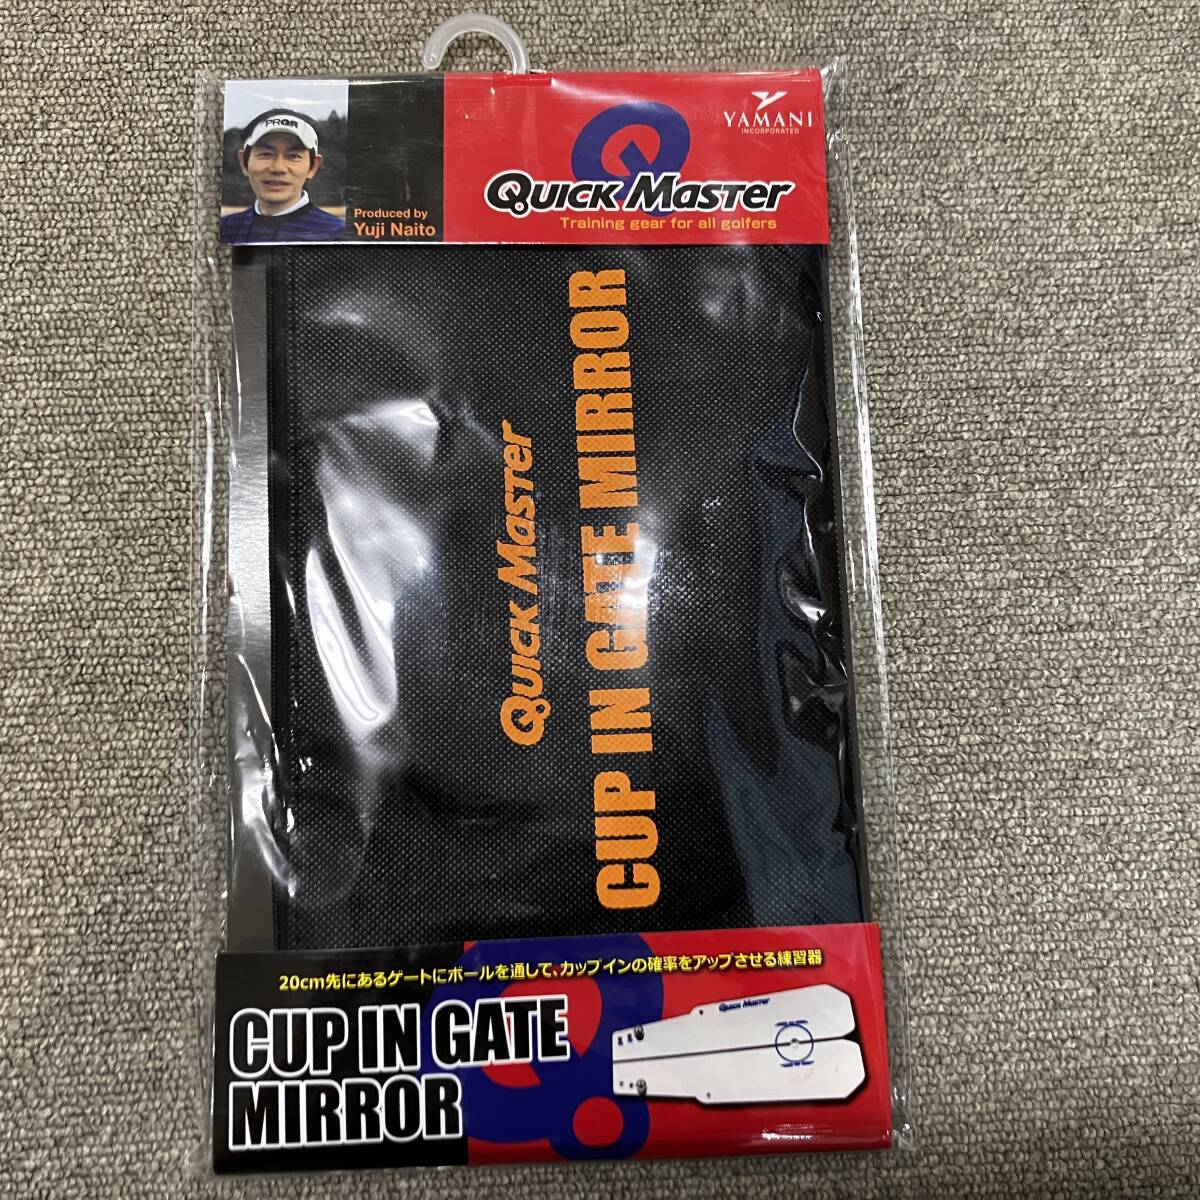 PRGR
Produced by
Yuji Naito
YAMANI
INCORPORATED
QUICK MASTER
Training gear for all golfers
QUICK MASTER
CUP IN GATE MIRROR
20cm先にあるゲートにボールを通して、カップインの確率をアップさせる練習器
CUP IN GATE
MIRROR
QUICK MASTER